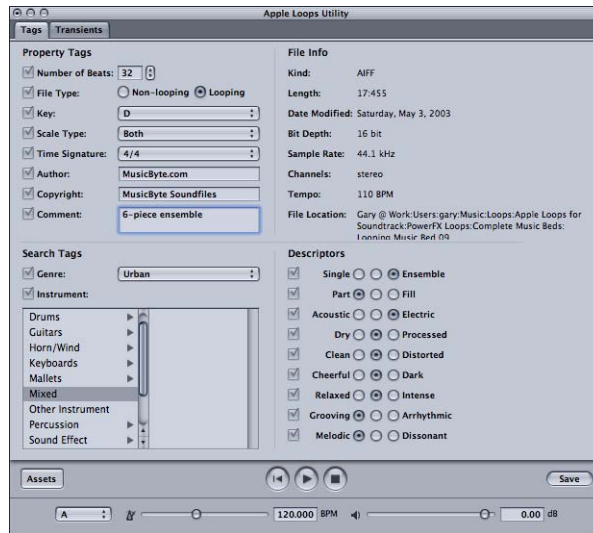 Apple Loops Utility
Tags Transients
Property Tags
Number of Beats: 32
File Type: Non-looping Looping
Key: D
Scale Type: Both
Time Signature: 4/4
Author: MusicByte.com
Copyright: MusicByte Soundfiles
Comment: 6-piece ensemble
File Info
Kind: AIFF
Length: 17:455
Date Modified: Saturday, May 3, 2003
Bit Depth: 16 bit
Sample Rate: 44.1 kHz
Channels: stereo
Tempo: 110 BPM
File Location: Gary @ Work:Users:gary:Music:Loops:Apple Loops for
Soundtrack:PowerFX Loops:Complete Music Beds:
Looping Music Bed 09
Search Tags
Genre: Urban
Instrument:
Drums
Guitars
Horn/Wind
Keyboards
Mallets
Mixed
Other Instrument
Percussion
Sound Effect
Descriptors
Single Ensemble
Part Fill
Acoustic Electric
Dry Processed
Clean Distorted
Cheerful Dark
Relaxed Intense
Grooving Arrhythmic
Melodic Dissonant
Assets
Save
A 120.000 BPM 0.00 dB